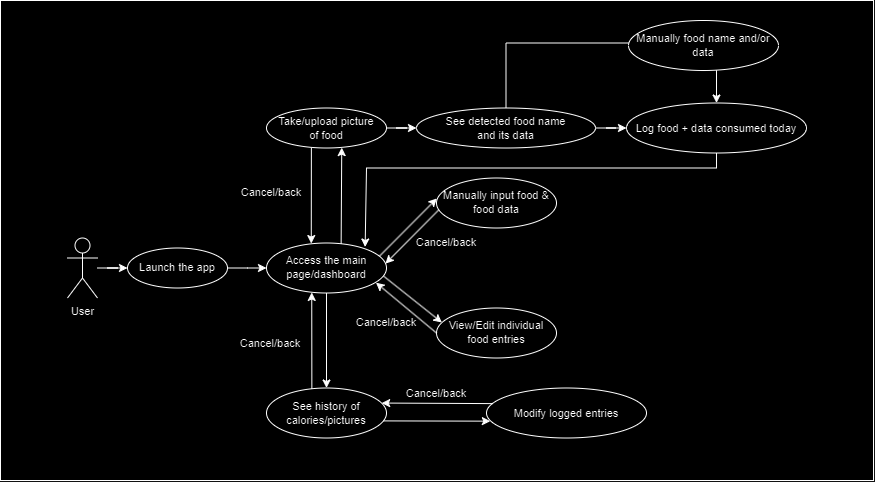 Manually food name and/or
data
Take/upload picture
of food
See detected food name
and its data
Log food + data consumed today
Cancel/back
Manually input food &
food data
Cancel/back
User
Launch the app
Access the main
page/dashboard
Cancel/back
View/Edit individual
food entries
Cancel/back
Cancel/back
See history of
calories/pictures
Modify logged entries